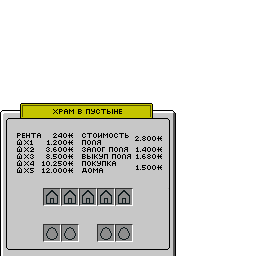 ХРАМ В ПУСТЫНЕ
РЕНТА 240₩ СТОИМОСТЬ ПОЛЯ 2.800₩
X1 1.200₩
X2 3.600₩ ЗАЛОГ ПОЛЯ 1.400₩
X3 8.500₩ ВЫКУП ПОЛЯ 1.680₩
X4 10.250₩ ПОКУПКА ДОМА 1.500₩
X5 12.000₩